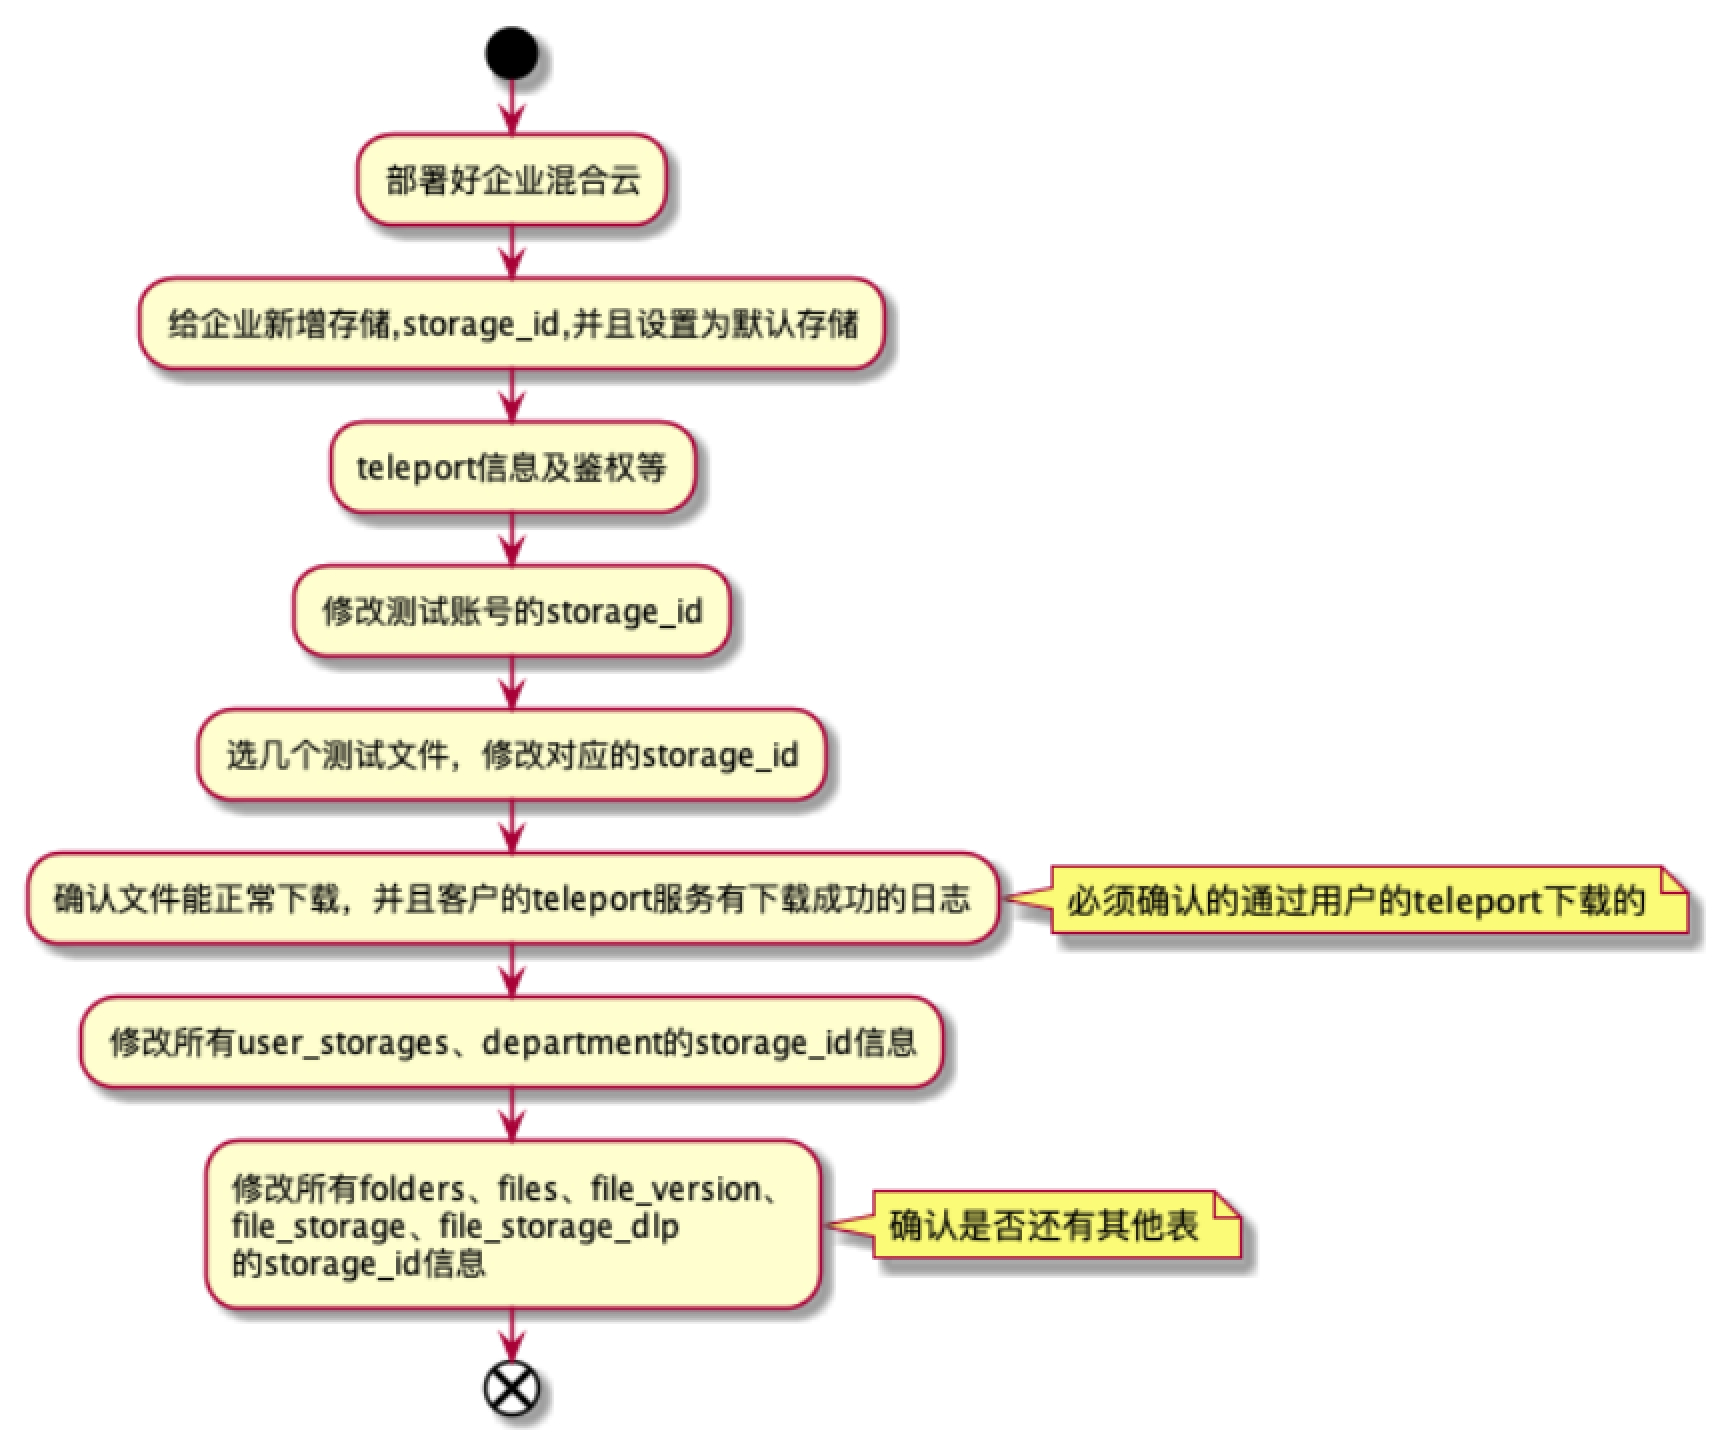 部署好企业混合云
给企业新增存储,storage_id,并且设置为默认存储
teleport信息及鉴权等
修改测试账号的storage_id
选几个测试文件，修改对应的storage_id
确认文件能正常下载，并且客户的teleport服务有下载成功的日志
必须确认的通过用户的teleport下载的
修改所有user_storages、department的storage_id信息
修改所有folders、files、file_version、
file_storage、file_storage_dlp
的storage_id信息
确认是否还有其他表